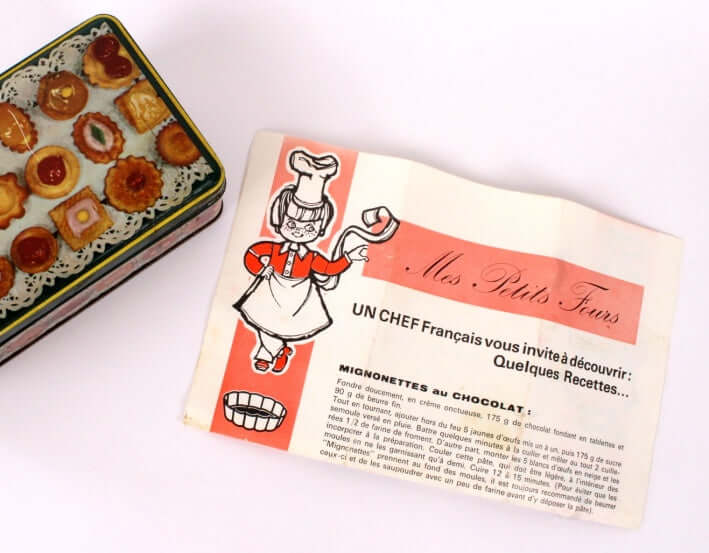 Mes Petits Fours
UN CHEF Français vous invite à découvrir :
Quelques Recettes...
MIGNONETTES au CHOCOLAT :
Fondre doucement, en crème onctueuse, 175 g de chocolat fondant en tablettes et
90 g de beurre fin.
Tout en tournant, ajouter hors du feu 5 jaunes d'œufs mis un à un, puis 175 g de sucre
semoule versé en pluie. Battre quelques minutes à la cuiller et mêler au tout 2 cuille-
rées 1/2 de farine de froment. D'autre part, monter les 5 blancs d'œufs en neige et les
incorpirer à la préparation. Couler cette pâte, qui doit être légère, à l'intérieur des
moules en ne les garnissant qu'à demi. Cuire 12 à 15 minutes. (Pour éviter que les
"Mignonettes" prennent au fond des moules, il est toujours recommandé de beurrer
ceux-ci et de les saupoudrer avec un peu de farine avant d'y déposer la pâte).